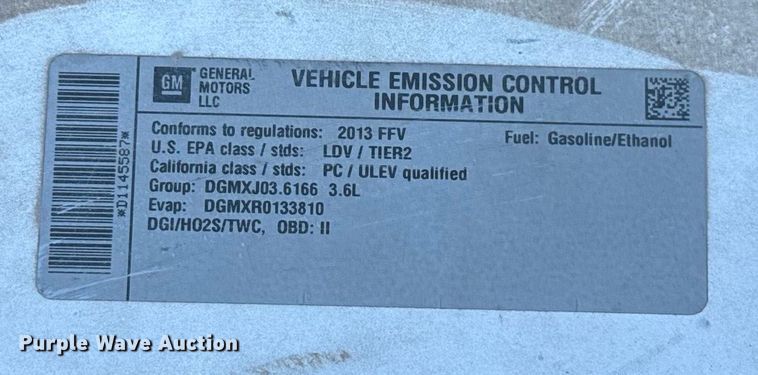 GM
GENERAL MOTORS LLC
VEHICLE EMISSION CONTROL
INFORMATION
Conforms to regulations: 2013 FFV
Fuel: Gasoline/Ethanol
U.S. EPA class / stds: LDV / TIER2
California class / stds: PC / ULEV qualified
Group: DGMXJ03.6166 3.6L
Evap: DGMXR0133810
DGI/HO2S/TWC, OBD: II
*D1145587*
Purple Wave Auction